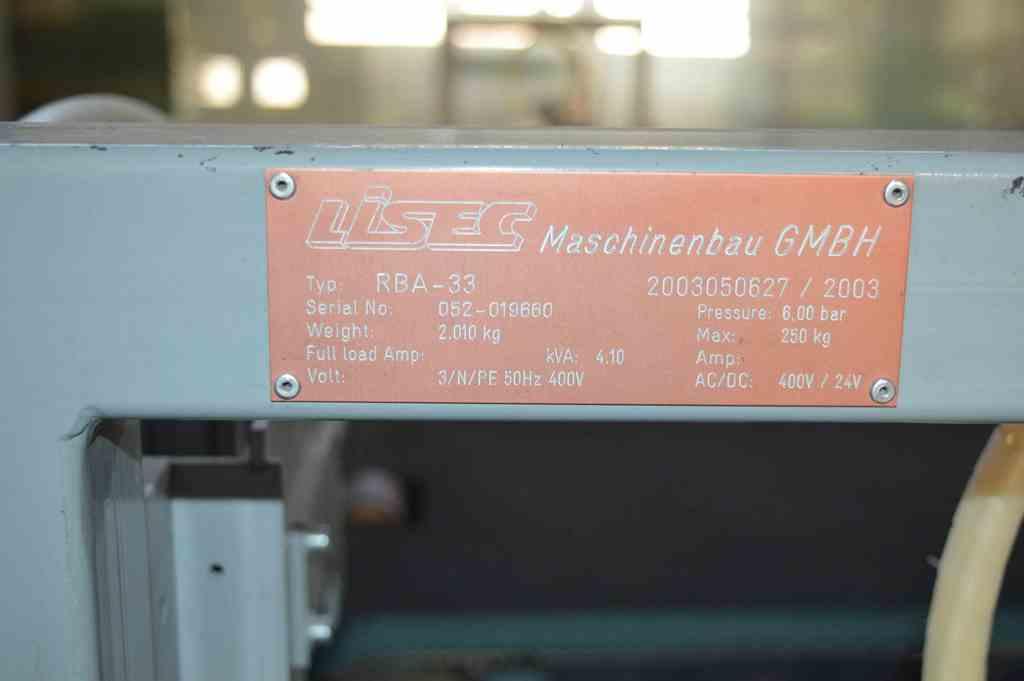 LiSEC Maschinenbau GMBH
Typ: RBA-33 2003050627 / 2003
Serial No: 052-019660 Pressure: 6,00 bar
Weight: 2.010 kg Max: 250 kg
Full load Amp: kVA: 4.10 Amp:
Volt: 3/N/PE 50Hz 400V AC/DC: 400V / 24V